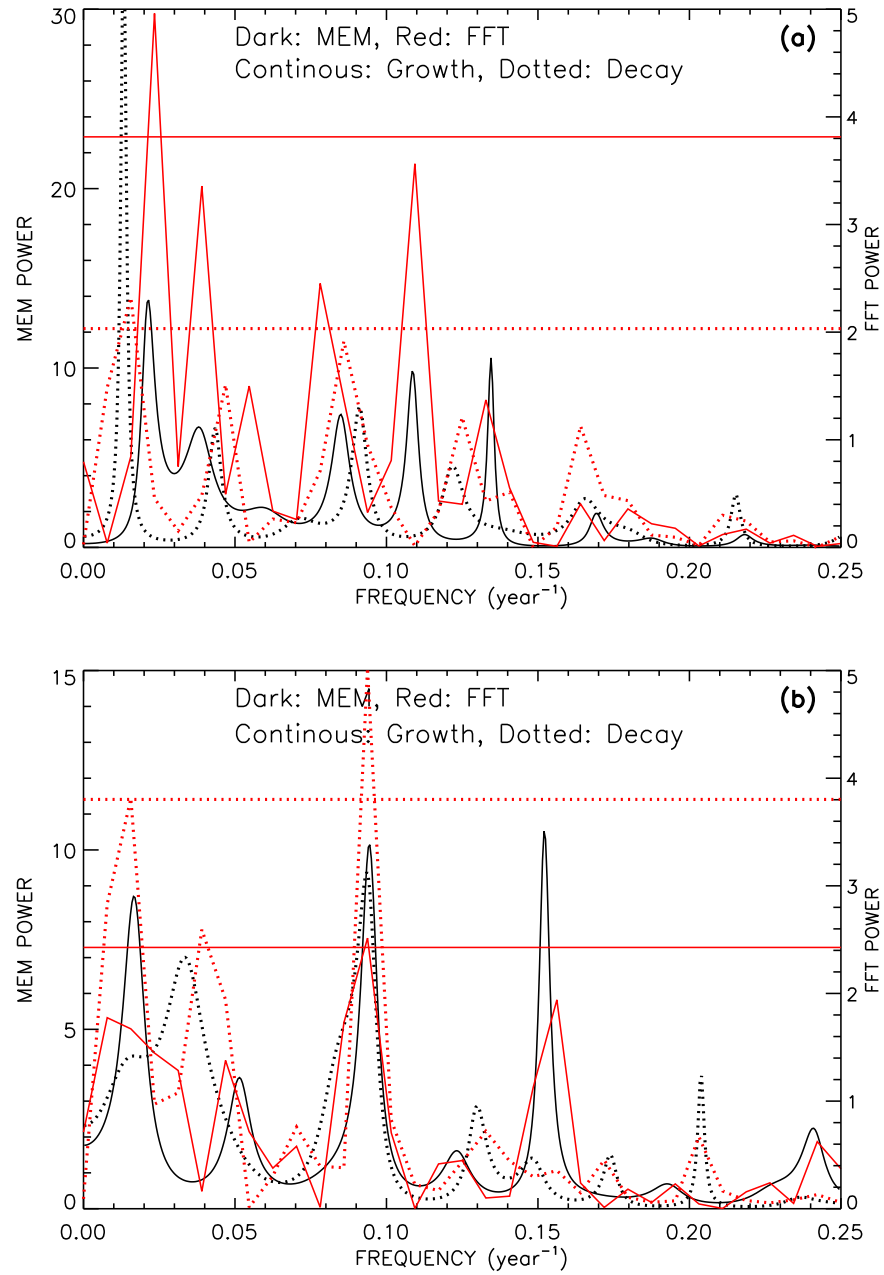 Dark: MEM, Red: FFT
(a)
Continous: Growth, Dotted: Decay
30
20
10
0
MEM POWER
5
4
3
2
1
0
FFT POWER
0.00 0.05 0.10 0.15 0.20 0.25
FREQUENCY (year⁻¹)
Dark: MEM, Red: FFT
(b)
Continous: Growth, Dotted: Decay
15
10
5
0
MEM POWER
5
4
3
2
1
0
FFT POWER
0.00 0.05 0.10 0.15 0.20 0.25
FREQUENCY (year⁻¹)